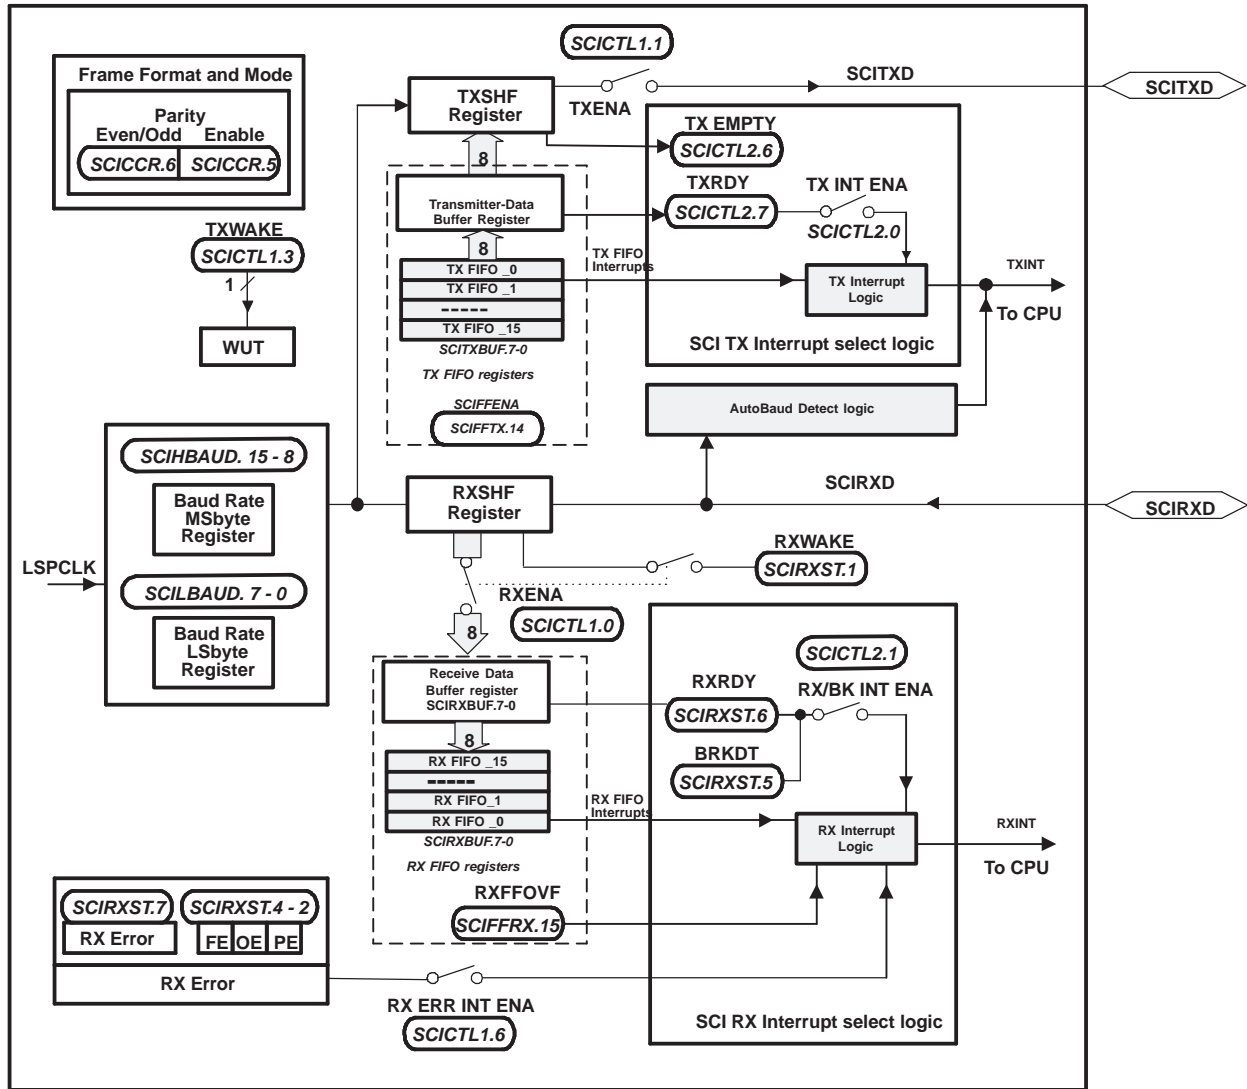 SCICTL1.1
Frame Format and Mode
Parity
Even/Odd Enable
SCICCR.6 SCICCR.5
TXSHF
Register
TXENA
SCITXD
SCITXD
TX EMPTY
SCICTL2.6
8
Transmitter-Data
Buffer Register
TXRDY
SCICTL2.7
TX INT ENA
SCICTL2.0
TXWAKE
SCICTL1.3
1
WUT
8
TX FIFO _0
TX FIFO _1
-----
TX FIFO _15
SCITXBUF.7-0
TX FIFO registers
SCIFFENA
SCIFFTX.14
TX FIFO
Interrupts
TX Interrupt
Logic
TXINT
To CPU
SCI TX Interrupt select logic
AutoBaud Detect logic
SCIHBAUD. 15 - 8
Baud Rate
MSbyte
Register
LSPCLK
SCILBAUD. 7 - 0
Baud Rate
LSbyte
Register
RXSHF
Register
SCIRXD
SCIRXD
RXWAKE
SCIRXST.1
RXENA
SCICTL1.0
8
Receive Data
Buffer register
SCIRXBUF.7-0
8
RX FIFO _15
-----
RX FIFO_1
RX FIFO _0
SCIRXBUF.7-0
RX FIFO registers
RX FIFO
Interrupts
SCICTL2.1
RXRDY
RX/BK INT ENA
SCIRXST.6
BRKDT
SCIRXST.5
RX Interrupt
Logic
RXINT
To CPU
RXFFOVF
SCIFFRX.15
SCIRXST.7 SCIRXST.4 - 2
RX Error
FE OE PE
RX Error
RX ERR INT ENA
SCICTL1.6
SCI RX Interrupt select logic